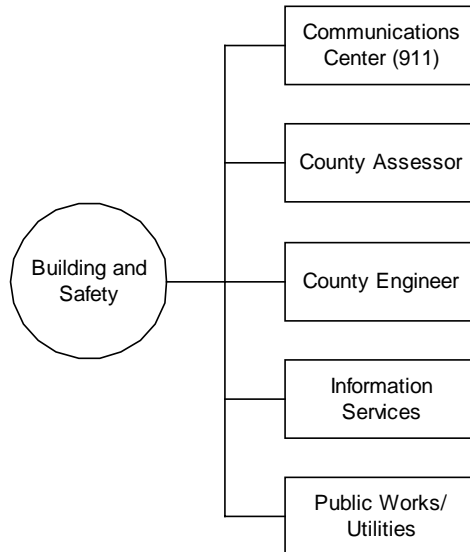 Communications
Center (911)
County Assessor
Building and
Safety
County Engineer
Information
Services
Public Works/
Utilities